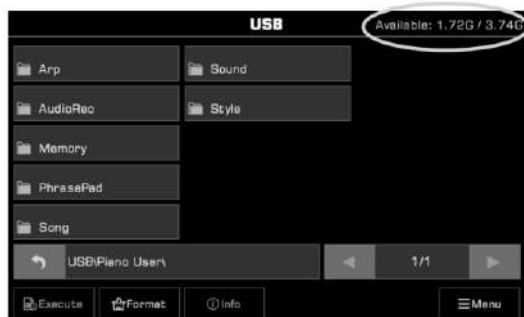 USB
Available: 1.72G / 3.74G
Arp
Sound
AudioRec
Style
Memory
PhrasePad
Song
USB\Piano User\
1/1
Execute
Format
Info
Menu